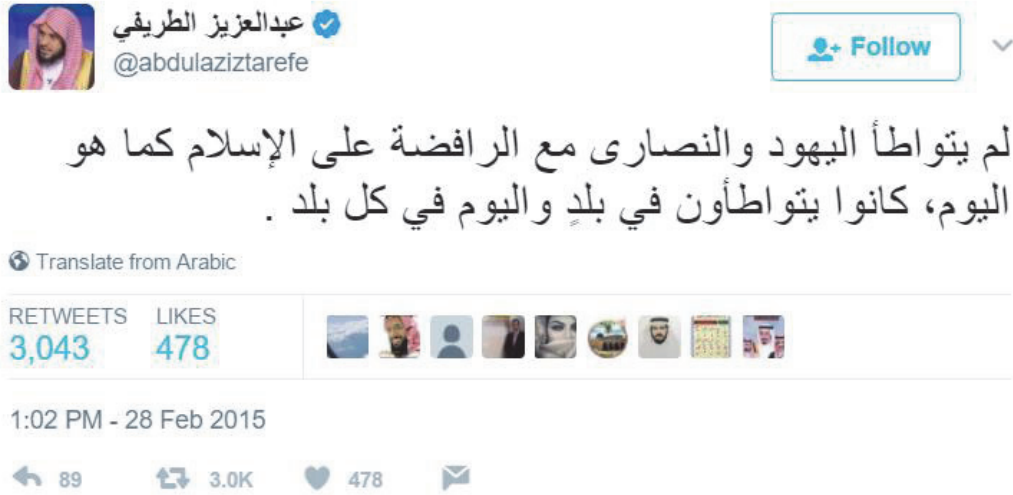 عبدالعزيز الطريفي
@abdulaziztarefe
Follow
لم يتواطأ اليهود والنصارى مع الرافضة على الإسلام كما هو
اليوم، كانوا يتواطأون في بلدٍ واليوم في كل بلد .
Translate from Arabic
RETWEETS LIKES
3,043 478
1:02 PM - 28 Feb 2015
89 3.0K 478